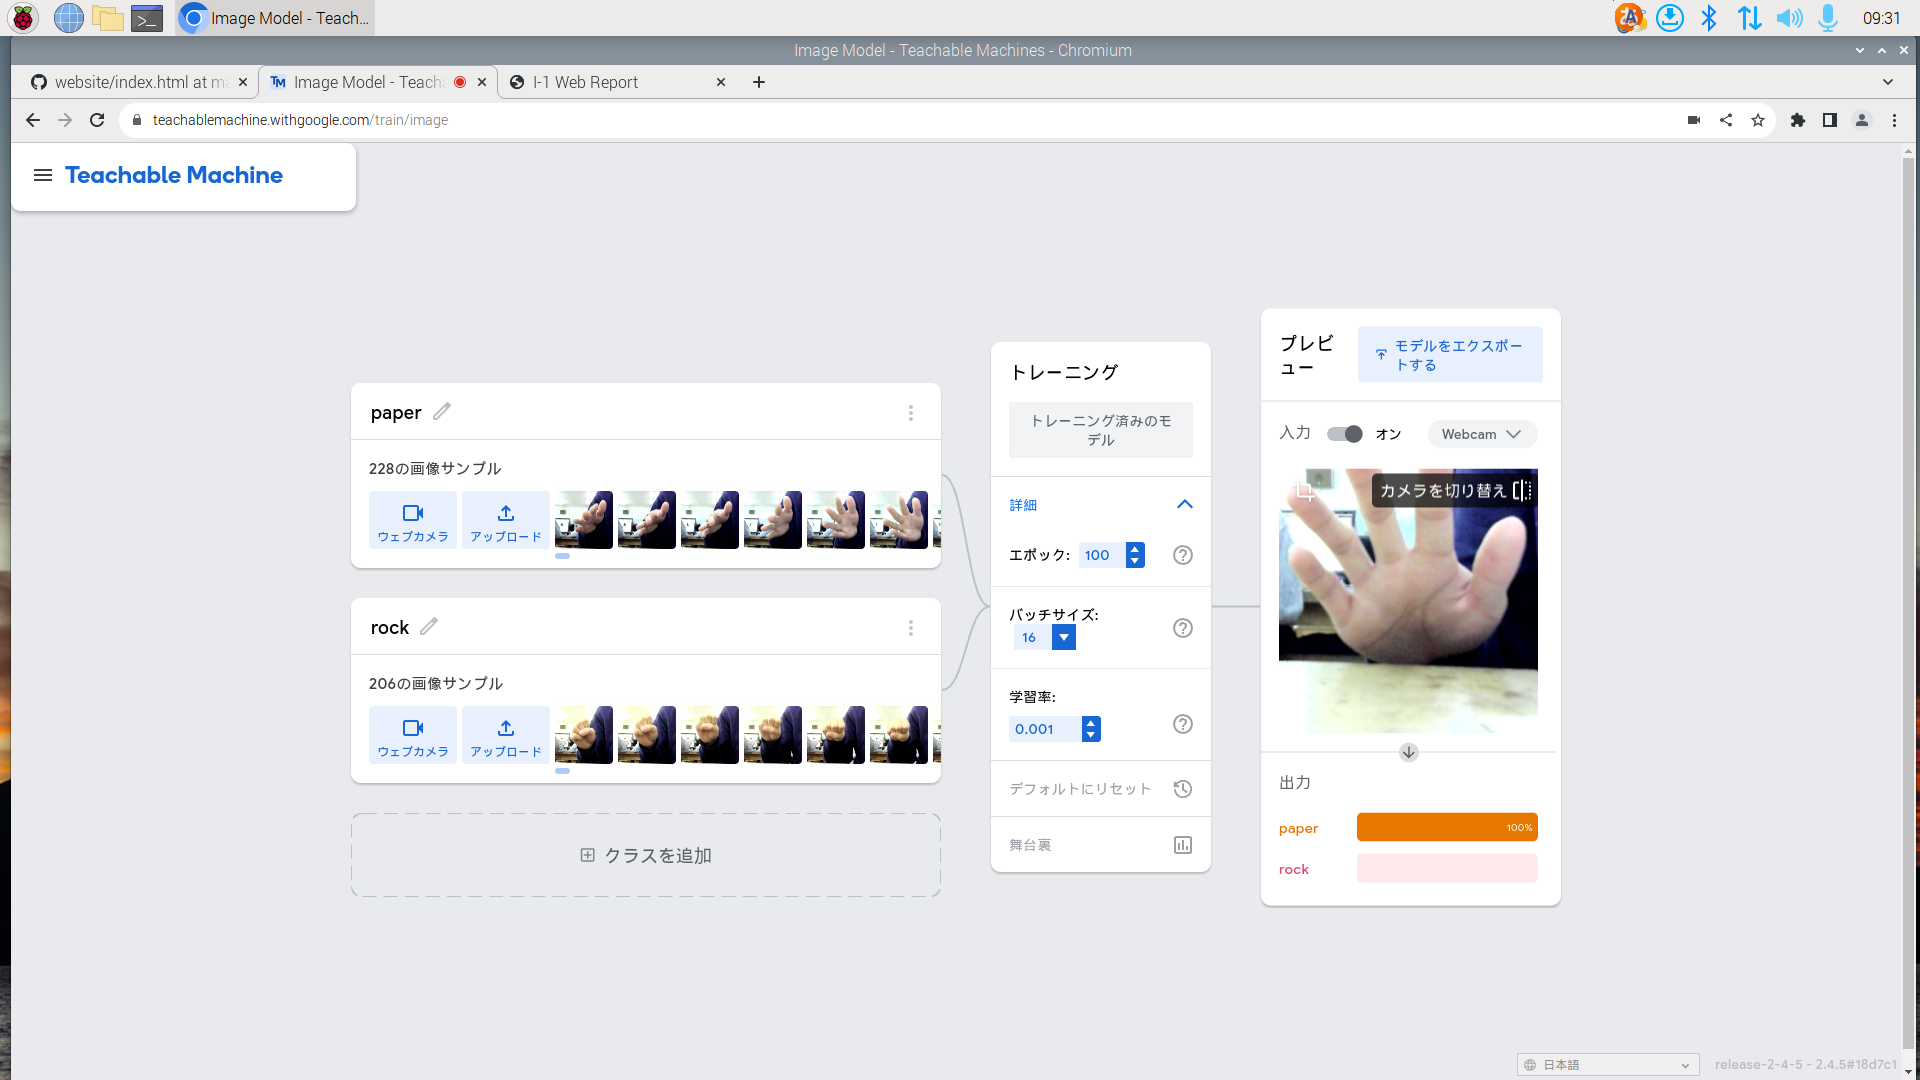 Image Model - Teach...
09:31
Image Model - Teachable Machines - Chromium
website/index.html at ma
Image Model - Teacha
I-1 Web Report
teachablemachine.withgoogle.com/train/image
Teachable Machine
paper
228の画像サンプル
ウェブカメラ
アップロード
rock
206の画像サンプル
ウェブカメラ
アップロード
クラスを追加
トレーニング
トレーニング済みのモ
デル
詳細
エポック: 100
バッチサイズ:
16
学習率:
0.001
デフォルトにリセット
舞台裏
プレビ
ュー
モデルをエクスポー
トする
入力 オン Webcam
カメラを切り替え
出力
paper 100%
rock
日本語
release-2-4-5 - 2.4.5#18d7c1